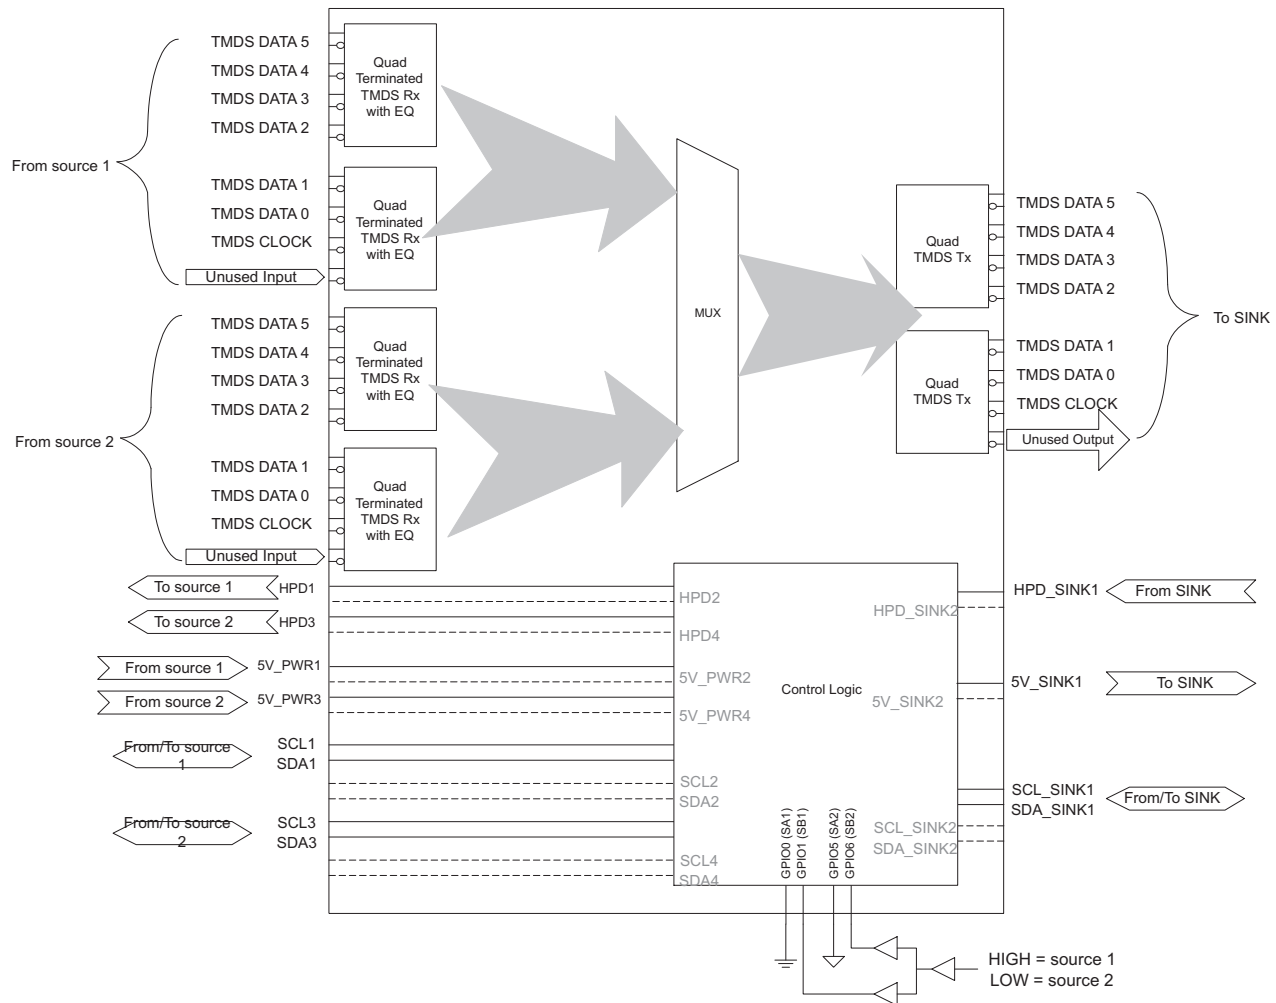 TMDS DATA 5
TMDS DATA 4
TMDS DATA 3
TMDS DATA 2
Quad
Terminated
TMDS Rx
with EQ
From source 1
TMDS DATA 1
TMDS DATA 0
TMDS CLOCK
Unused Input
Quad
Terminated
TMDS Rx
with EQ
TMDS DATA 5
TMDS DATA 4
TMDS DATA 3
TMDS DATA 2
Quad
Terminated
TMDS Rx
with EQ
From source 2
TMDS DATA 1
TMDS DATA 0
TMDS CLOCK
Unused Input
Quad
Terminated
TMDS Rx
with EQ
MUX
Quad
TMDS Tx
TMDS DATA 5
TMDS DATA 4
TMDS DATA 3
TMDS DATA 2
To SINK
Quad
TMDS Tx
TMDS DATA 1
TMDS DATA 0
TMDS CLOCK
Unused Output
To source 1 HPD1
To source 2 HPD3
From source 1 5V_PWR1
From source 2 5V_PWR3
From/To source
1
SCL1
SDA1
From/To source
2
SCL3
SDA3
HPD2
HPD4
5V_PWR2
5V_PWR4
SCL2
SDA2
SCL4
SDA4
Control Logic
HPD_SINK2
5V_SINK2
SCL_SINK2
SDA_SINK2
GPIO0 (SA1)
GPIO1 (SB1)
GPIO5 (SA2)
GPIO6 (SB2)
HPD_SINK1 From SINK
5V_SINK1 To SINK
SCL_SINK1
SDA_SINK1
From/To SINK
HIGH = source 1
LOW = source 2